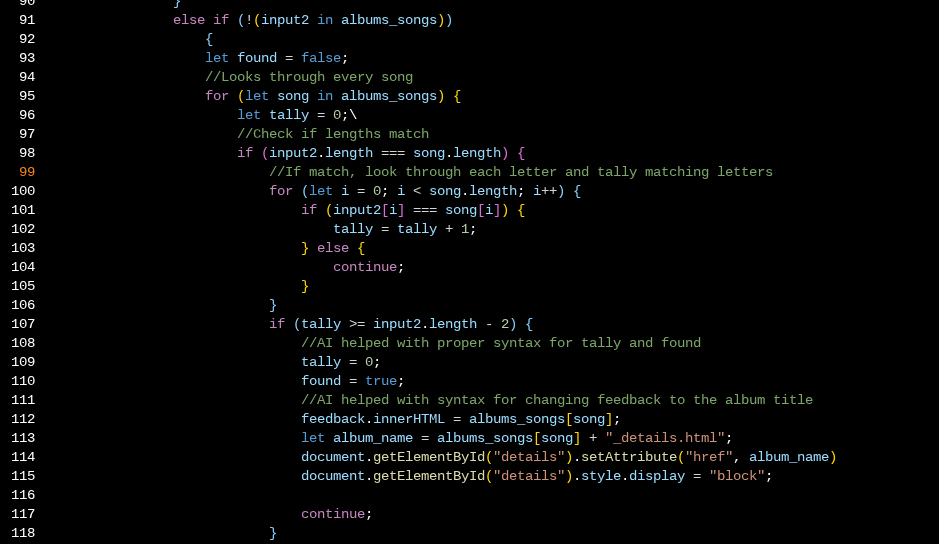 90 }
91 else if (!(input2 in albums_songs))
92 {
93 let found = false;
94 //Looks through every song
95 for (let song in albums_songs) {
96 let tally = 0;\
97 //Check if lengths match
98 if (input2.length === song.length) {
99 //If match, look through each letter and tally matching letters
100 for (let i = 0; i < song.length; i++) {
101 if (input2[i] === song[i]) {
102 tally = tally + 1;
103 } else {
104 continue;
105 }
106 }
107 if (tally >= input2.length - 2) {
108 //AI helped with proper syntax for tally and found
109 tally = 0;
110 found = true;
111 //AI helped with syntax for changing feedback to the album title
112 feedback.innerHTML = albums_songs[song];
113 let album_name = albums_songs[song] + "_details.html";
114 document.getElementById("details").setAttribute("href", album_name)
115 document.getElementById("details").style.display = "block";
116
117 continue;
118 }